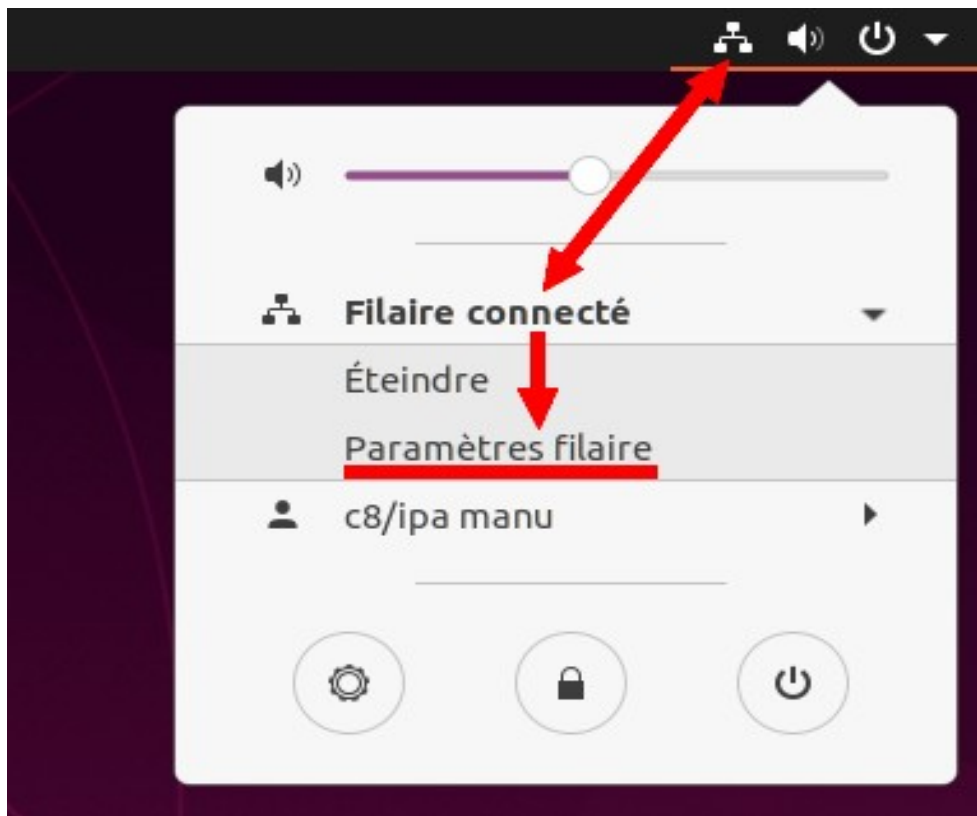 Filaire connecté
Éteindre
Paramètres filaire
c8/ipa manu